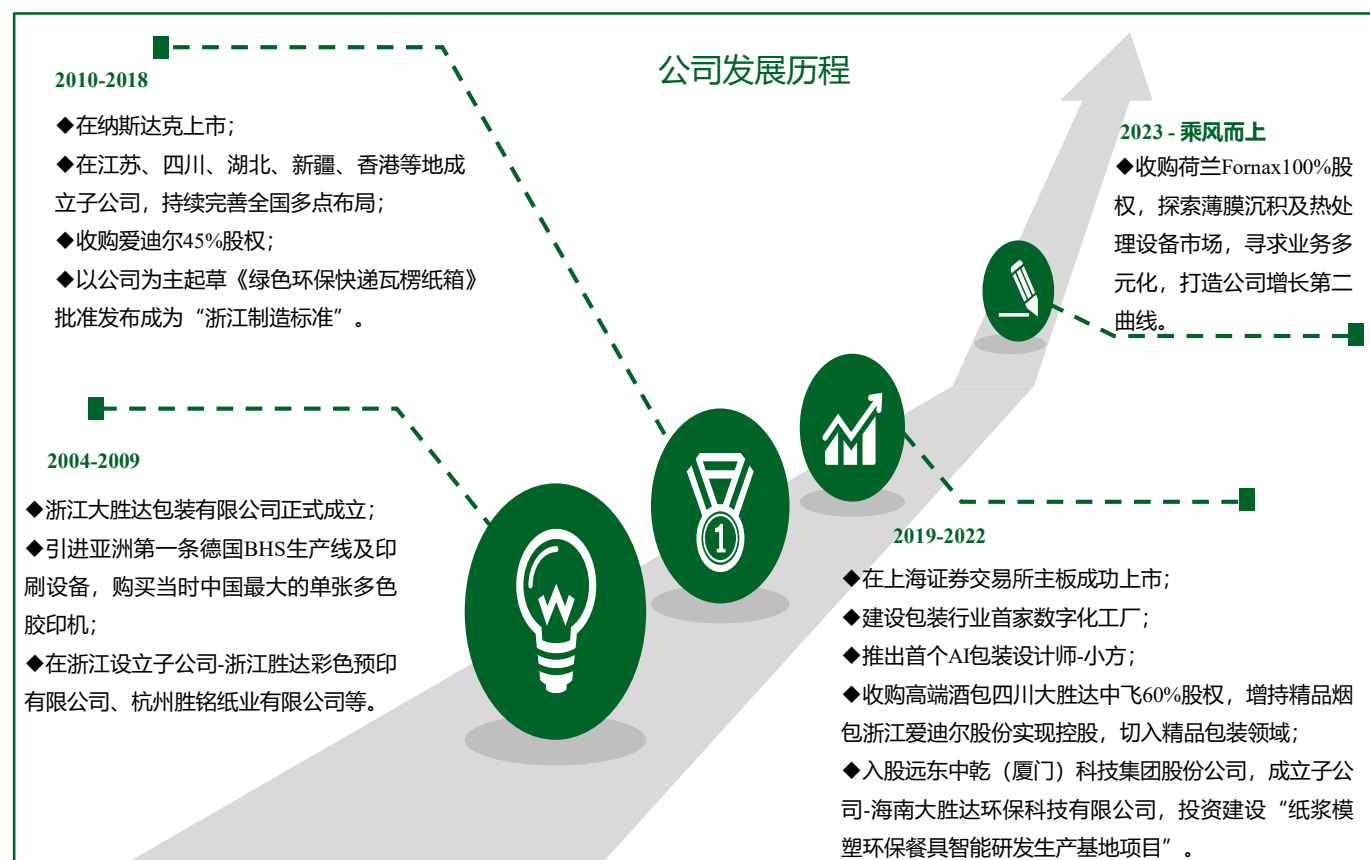 公司发展历程
2010-2018
◆在纳斯达克上市；
◆在江苏、四川、湖北、新疆、香港等地成
立子公司，持续完善全国多点布局；
◆收购爱迪尔45%股权；
◆以公司为主起草《绿色环保快递瓦楞纸箱》
批准发布成为“浙江制造标准”。
2004-2009
◆浙江大胜达包装有限公司正式成立；
◆引进亚洲第一条德国BHS生产线及印
刷设备，购买当时中国最大的单张多色
胶印机；
◆在浙江设立子公司-浙江胜达彩色预印
有限公司、杭州胜铭纸业有限公司等。
1
2023 - 乘风而上
◆收购荷兰Fornax100%股
权，探索薄膜沉积及热处
理设备市场，寻求业务多
元化，打造公司增长第二
曲线。
2019-2022
◆在上海证券交易所主板成功上市；
◆建设包装行业首家数字化工厂；
◆推出首个AI包装设计师-小方；
◆收购高端酒包四川大胜达中飞60%股权，增持精品烟
包浙江爱迪尔股份实现控股，切入精品包装领域；
◆入股远东中乾（厦门）科技集团股份公司，成立子公
司-海南大胜达环保科技有限公司，投资建设“纸浆模
塑环保餐具智能研发生产基地项目”。